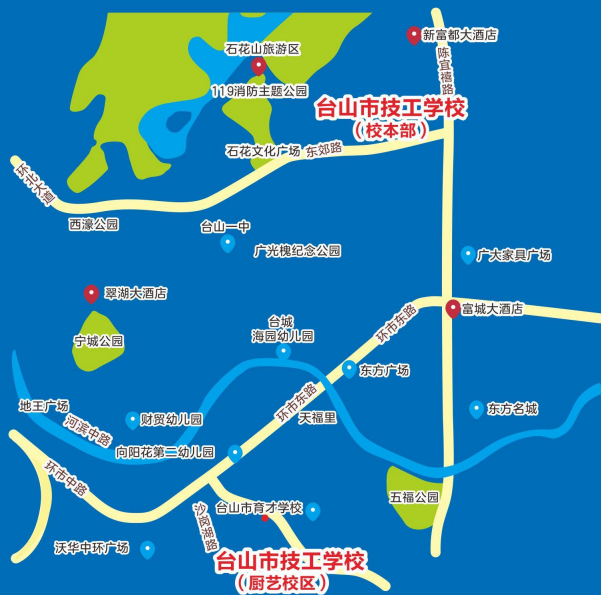 新富都大酒店
陈宜禧路
石花山旅游区
119消防主题公园
台山市技工学校
（校本部）
石花文化广场
东郊路
环北大道
西濠公园
台山一中
广光槐纪念公园
广大家具广场
翠湖大酒店
富城大酒店
台城
海园幼儿园
环市东路
宁城公园
东方广场
环市东路
地王广场
河滨中路
财贸幼儿园
天福里
东方名城
向阳花第二幼儿园
环市中路
五福公园
沙岗湖路
台山市育才学校
沃华中环广场
台山市技工学校
（厨艺校区）